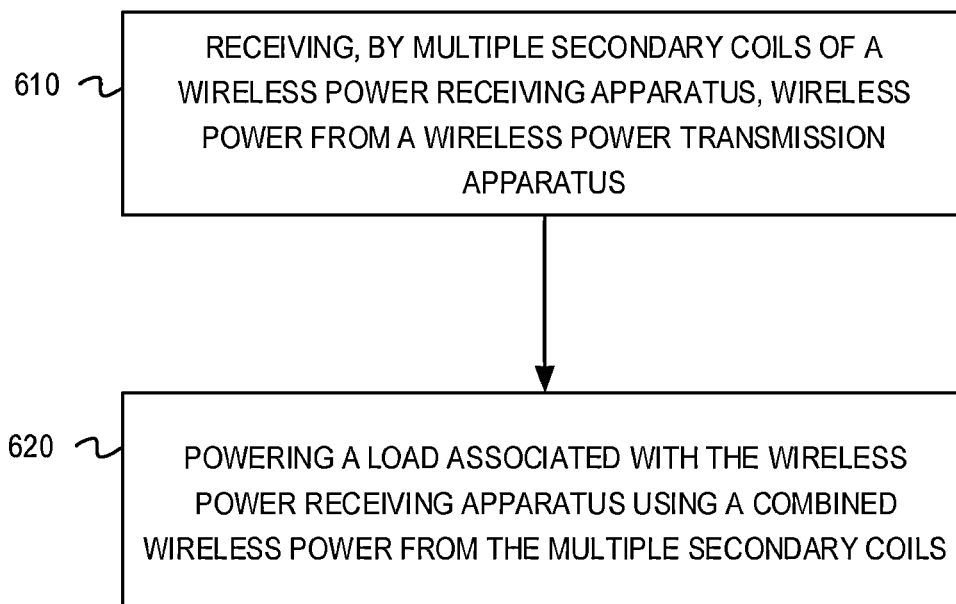 610
RECEIVING, BY MULTIPLE SECONDARY COILS OF A
WIRELESS POWER RECEIVING APPARATUS, WIRELESS
POWER FROM A WIRELESS POWER TRANSMISSION
APPARATUS
620
POWERING A LOAD ASSOCIATED WITH THE WIRELESS
POWER RECEIVING APPARATUS USING A COMBINED
WIRELESS POWER FROM THE MULTIPLE SECONDARY COILS